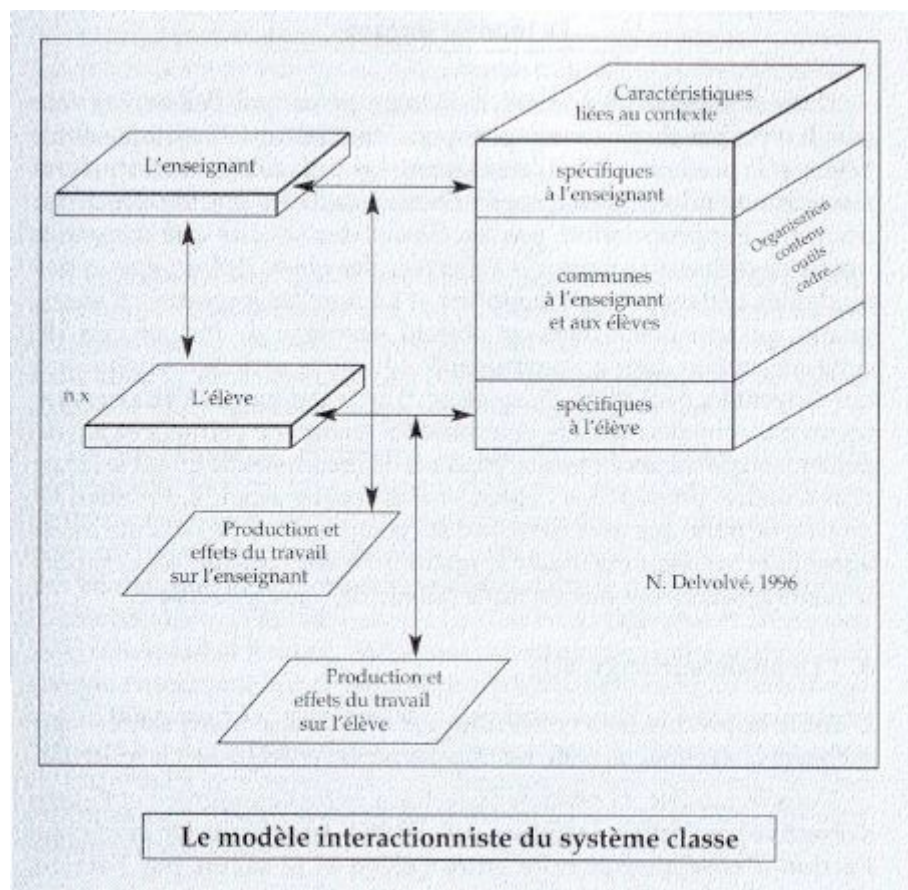 Caractéristiques
liées au contexte
L'enseignant
spécifiques
à l'enseignant
Organisation
contenu
outils
cadre
communes
à l'enseignant
et aux élèves
n x
L'élève
spécifiques
à l'élève
Production et
effets du travail
sur l'enseignant
N. Delvolvé, 1996
Production et
effets du travail
sur l'élève
Le modèle interactionniste du système classe